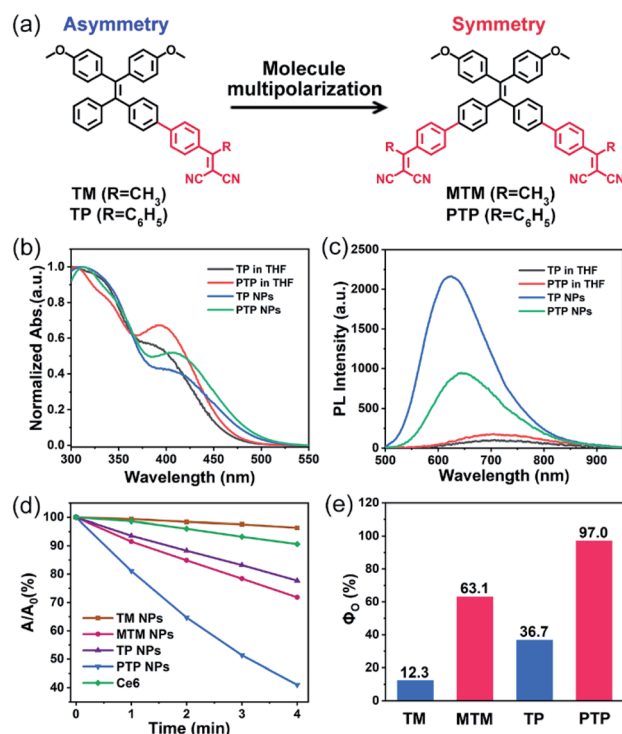 (a)
Asymmetry
Symmetry
Molecule
multipolarization
O
O
O
O
R
R
R
NC
CN
NC
CN
NC
CN
TM (R=CH₃)
TP (R=C₆H₅)
MTM (R=CH₃)
PTP (R=C₆H₅)
(b)
Normalized Abs.(a.u.)
1.0
0.8
0.6
0.4
0.2
0.0
TP in THF
PTP in THF
TP NPs
PTP NPs
300 350 400 450 500 550
Wavelength (nm)
(c)
PL Intensity (a.u.)
2500
2000
1500
1000
500
0
TP in THF
PTP in THF
TP NPs
PTP NPs
500 600 700 800 900
Wavelength (nm)
(d)
A/A₀(%)
100
90
80
70
60
50
40
TM NPs
MTM NPs
TP NPs
PTP NPs
Ce6
0 1 2 3 4
Time (min)
(e)
Φ_O (%)
120
100
80
60
40
20
0
12.3
63.1
36.7
97.0
TM MTM TP PTP